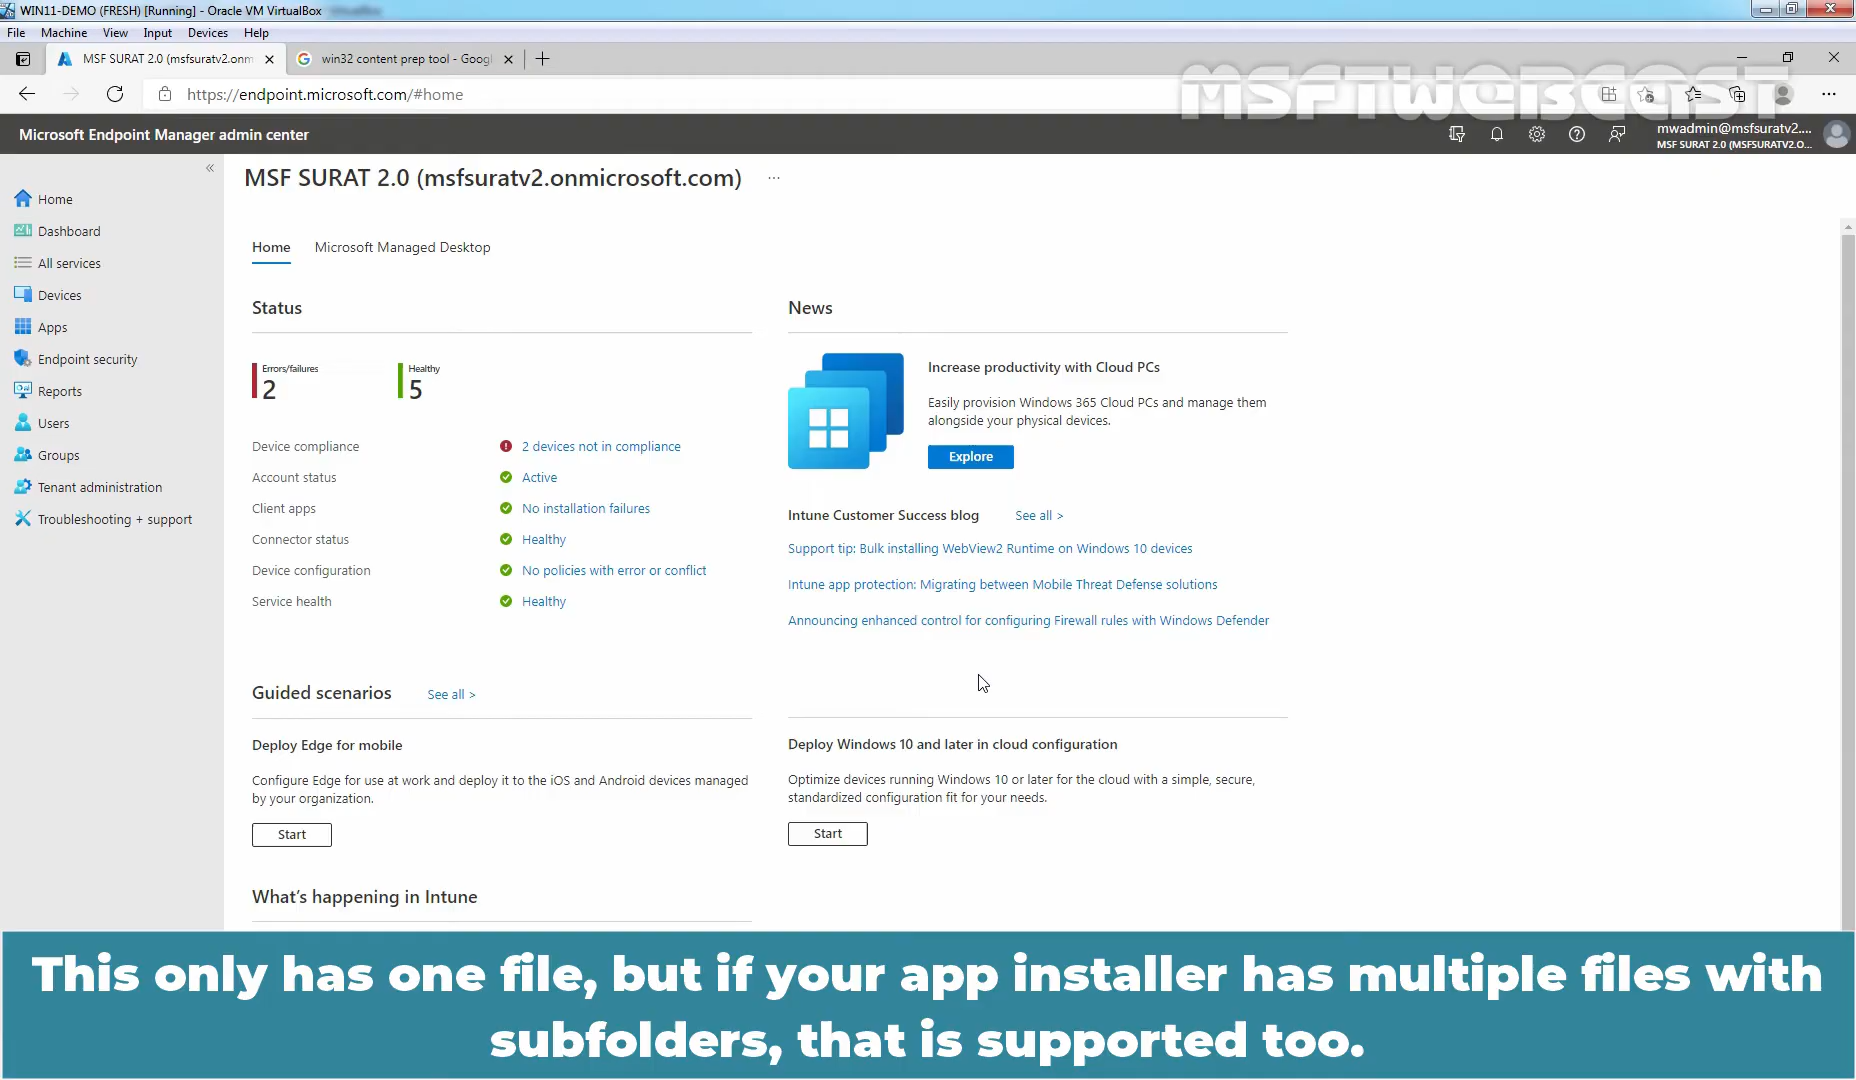 WIN11-DEMO (FRESH) [Running] - Oracle VM VirtualBox
File Machine View Input Devices Help
MSF SURAT 2.0 (msfsuratv2.onm
win32 content prep tool - Googl
https://endpoint.microsoft.com/#home
MSFTWEBCAST
Microsoft Endpoint Manager admin center
mwadmin@msfsuratv2....
MSF SURAT 2.0 (MSFSURATV2.O...
«
MSF SURAT 2.0 (msfsuratv2.onmicrosoft.com) ...
Home
Dashboard
All services
Devices
Apps
Endpoint security
Reports
Users
Groups
Tenant administration
Troubleshooting + support
Home Microsoft Managed Desktop
Status
Errors/failures
2
Healthy
5
Device compliance 2 devices not in compliance
Account status Active
Client apps No installation failures
Connector status Healthy
Device configuration No policies with error or conflict
Service health Healthy
News
Increase productivity with Cloud PCs
Easily provision Windows 365 Cloud PCs and manage them
alongside your physical devices.
Explore
Intune Customer Success blog See all >
Support tip: Bulk installing WebView2 Runtime on Windows 10 devices
Intune app protection: Migrating between Mobile Threat Defense solutions
Announcing enhanced control for configuring Firewall rules with Windows Defender
Guided scenarios See all >
Deploy Edge for mobile
Configure Edge for use at work and deploy it to the iOS and Android devices managed
by your organization.
Start
Deploy Windows 10 and later in cloud configuration
Optimize devices running Windows 10 or later for the cloud with a simple, secure,
standardized configuration fit for your needs.
Start
What's happening in Intune
This only has one file, but if your app installer has multiple files with
subfolders, that is supported too.